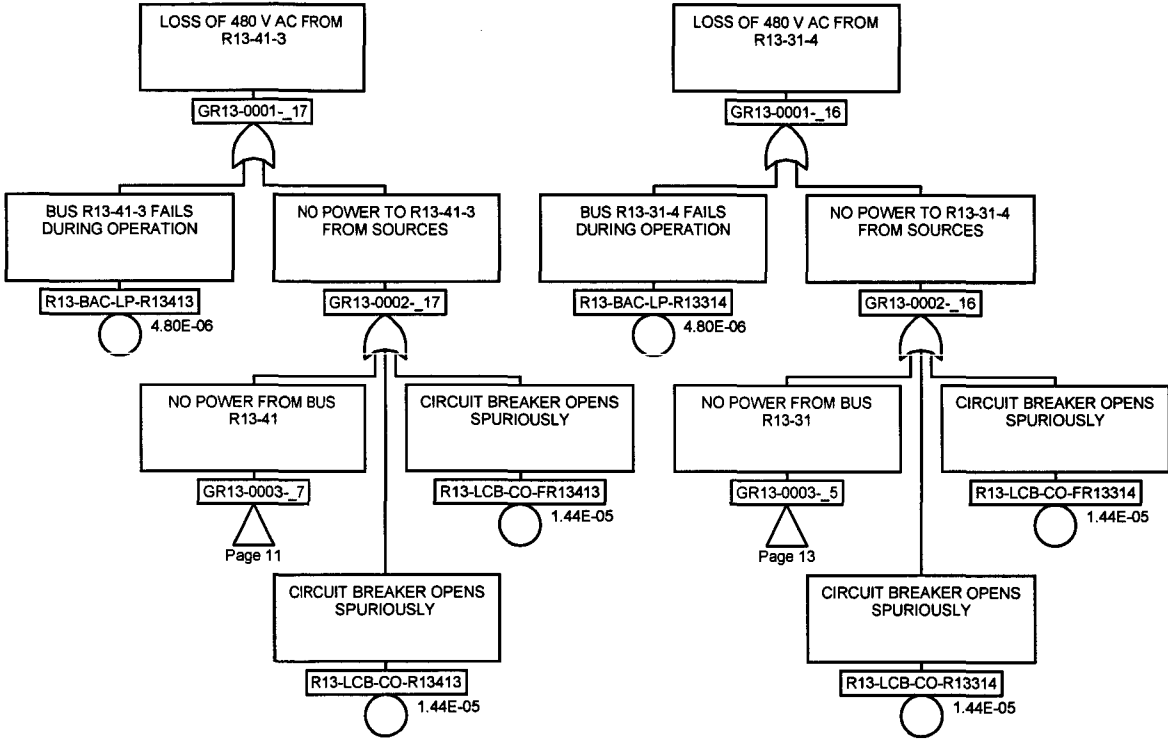 LOSS OF 480 V AC FROM
R13-41-3
GR13-0001-_17
BUS R13-41-3 FAILS
DURING OPERATION
R13-BAC-LP-R13413
4.80E-06
NO POWER TO R13-41-3
FROM SOURCES
GR13-0002-_17
NO POWER FROM BUS
R13-41
GR13-0003-_7
Page 11
CIRCUIT BREAKER OPENS
SPURIOUSLY
R13-LCB-CO-FR13413
1.44E-05
CIRCUIT BREAKER OPENS
SPURIOUSLY
R13-LCB-CO-R13413
1.44E-05
LOSS OF 480 V AC FROM
R13-31-4
GR13-0001-_16
BUS R13-31-4 FAILS
DURING OPERATION
R13-BAC-LP-R13314
4.80E-06
NO POWER TO R13-31-4
FROM SOURCES
GR13-0002-_16
NO POWER FROM BUS
R13-31
GR13-0003-_5
Page 13
CIRCUIT BREAKER OPENS
SPURIOUSLY
R13-LCB-CO-FR13314
1.44E-05
CIRCUIT BREAKER OPENS
SPURIOUSLY
R13-LCB-CO-R13314
1.44E-05